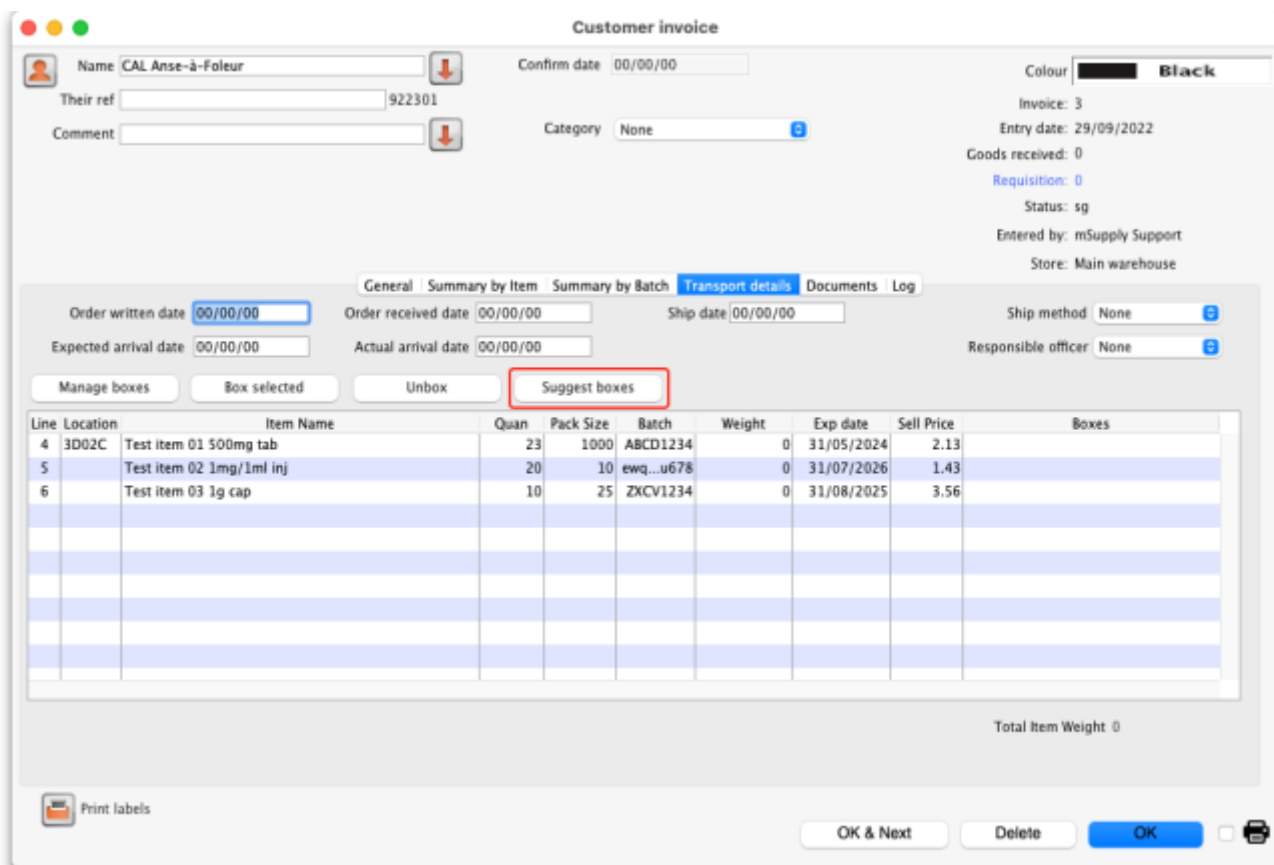 Customer invoice
Name CAL Anse-à-Foleur Confirm date 00/00/00 Colour Black
Their ref 922301 Invoice: 3
Comment Category None Entry date: 29/09/2022
Goods received: 0
Requisition: 0
Status: sg
Entered by: mSupply Support
Store: Main warehouse
General Summary by Item Summary by Batch Transport details Documents Log
Order written date 00/00/00 Order received date 00/00/00 Ship date 00/00/00 Ship method None
Expected arrival date 00/00/00 Actual arrival date 00/00/00 Responsible officer None
Manage boxes Box selected Unbox Suggest boxes
Line Location Item Name Quan Pack Size Batch Weight Exp date Sell Price Boxes
4 3D02C Test item 01 500mg tab 23 1000 ABCD1234 0 31/05/2024 2.13
5 Test item 02 1mg/1ml inj 20 10 ewq...u678 0 31/07/2026 1.43
6 Test item 03 1g cap 10 25 ZXCV1234 0 31/08/2025 3.56
Total Item Weight 0
Print labels
OK & Next Delete OK